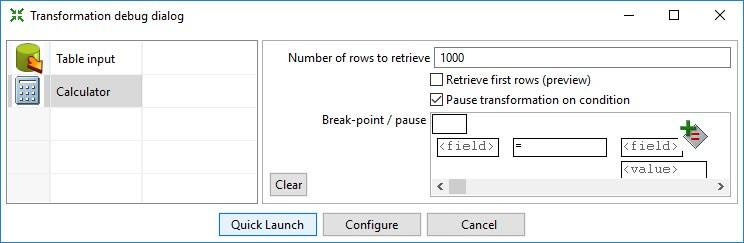 Transformation debug dialog
Table input
Calculator
Number of rows to retrieve 1000
Retrieve first rows (preview)
Pause transformation on condition
Break-point / pause
<field> = <field>
<value>
Clear
Quick Launch Configure Cancel